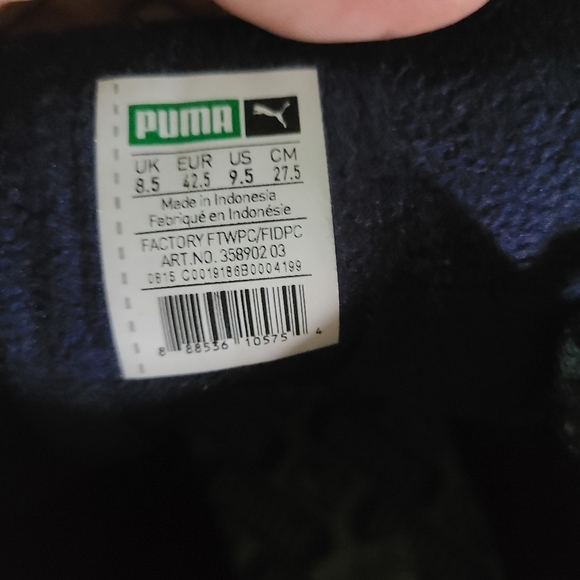 PUMA
UK EUR US CM
8.5 42.5 9.5 27.5
Made in Indonesia
Fabriqué en Indonésie
FACTORY FTWPC/FIDPC
ART.NO. 358902 03
0815 C0019186B0004199
8 88536 10575 4